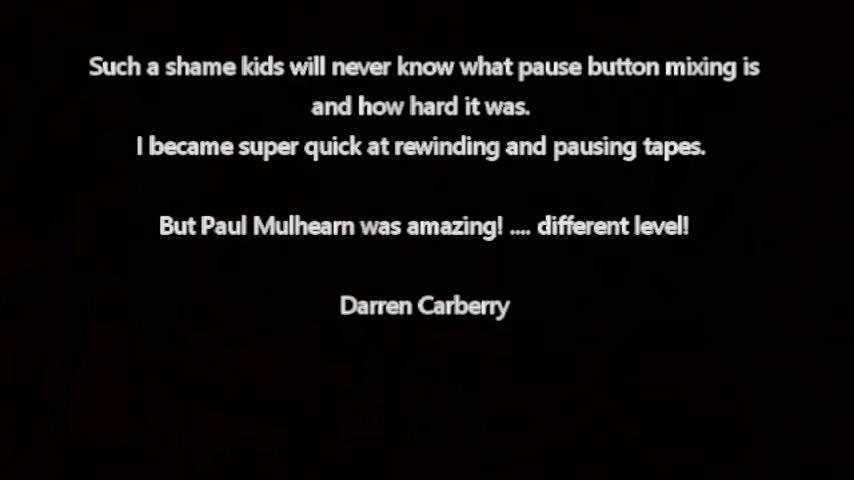 Such a shame kids will never know what pause button mixing is
and how hard it was.
I became super quick at rewinding and pausing tapes.
But Paul Mulhearn was amazing! .... different level!
Darren Carberry